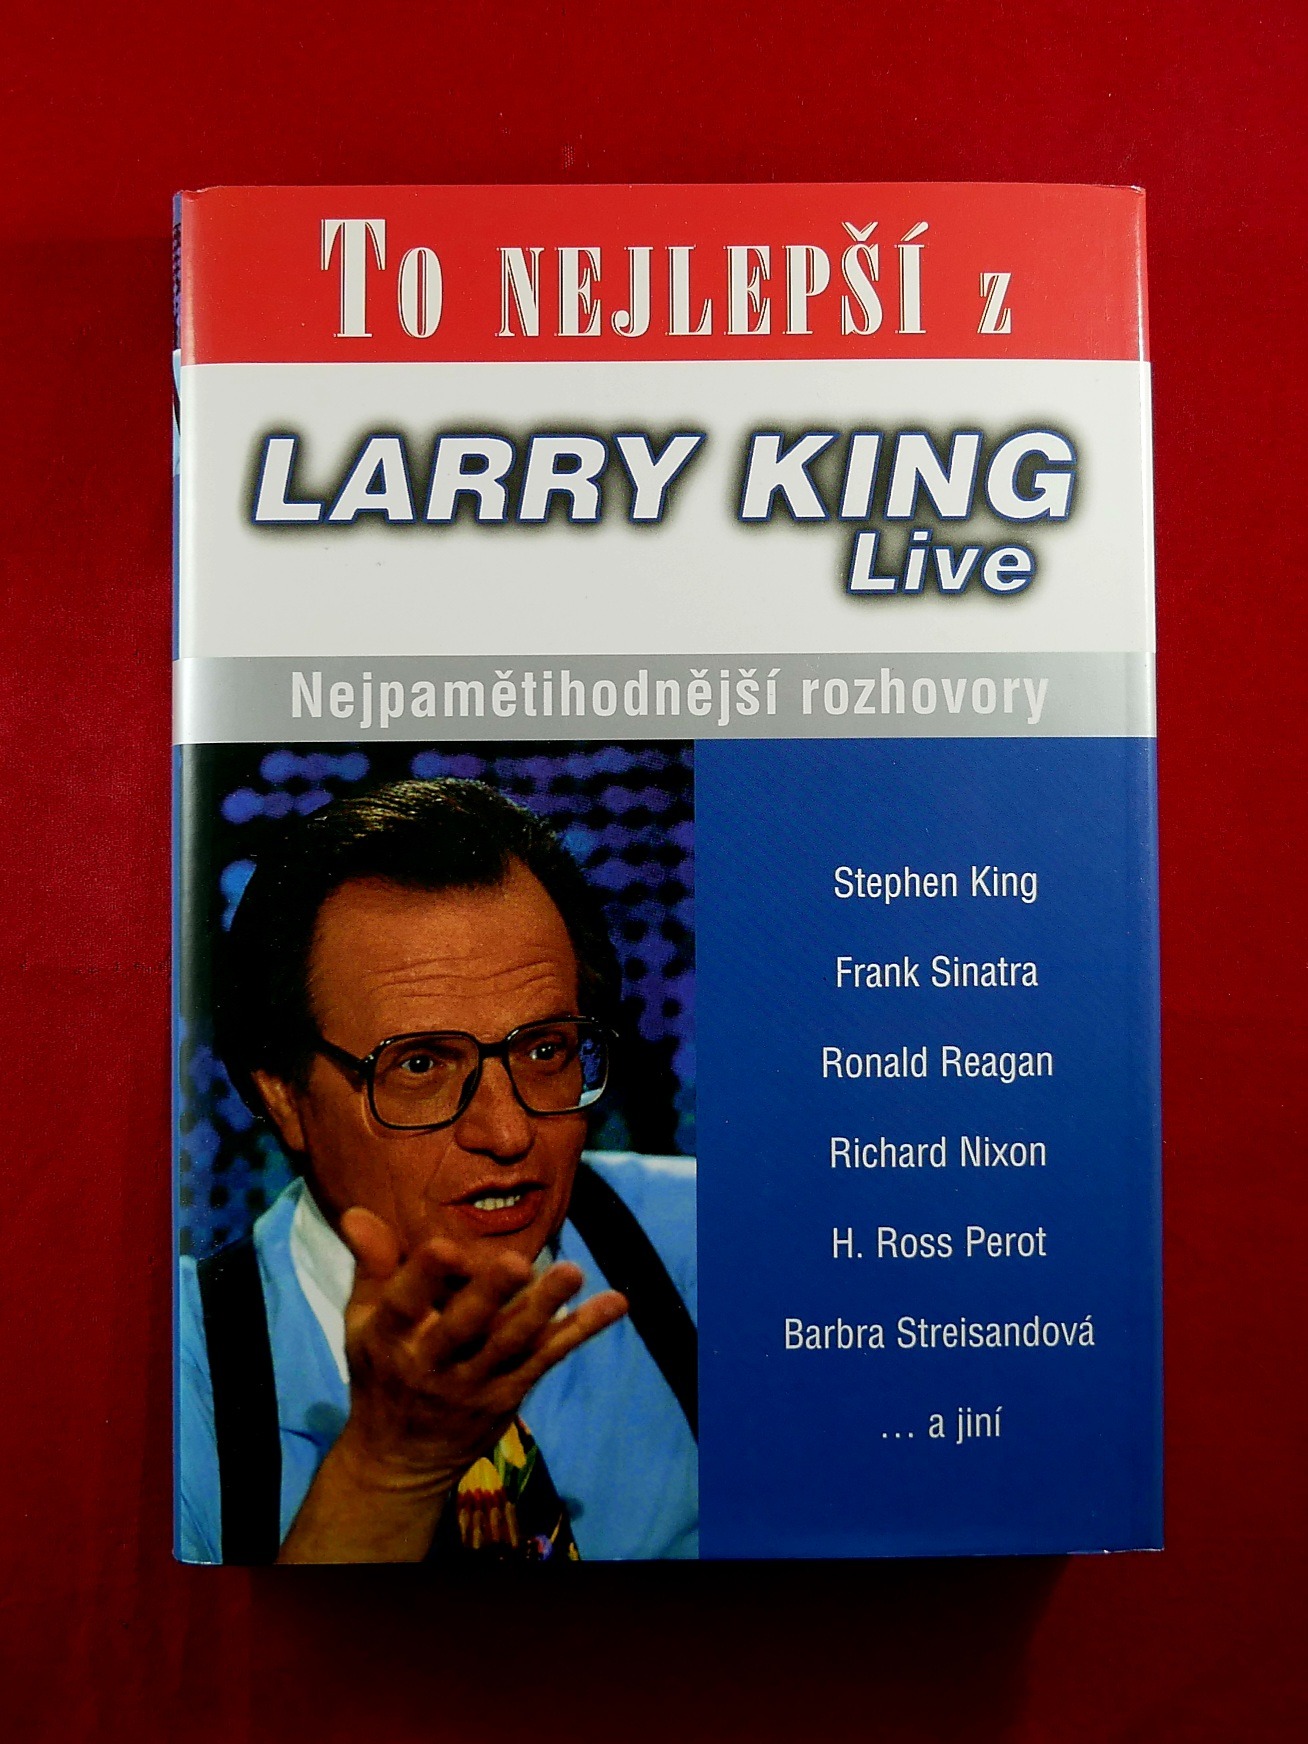 To nejlepší z
LARRY KING
Live
Nejpamětihodnější rozhovory
Stephen King
Frank Sinatra
Ronald Reagan
Richard Nixon
H. Ross Perot
Barbra Streisandová
... a jiní